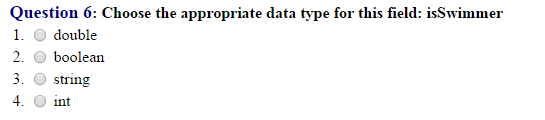 Question 6: Choose the appropriate data type for this field: isSwimmer
1. double
2. boolean
3. string
4. int